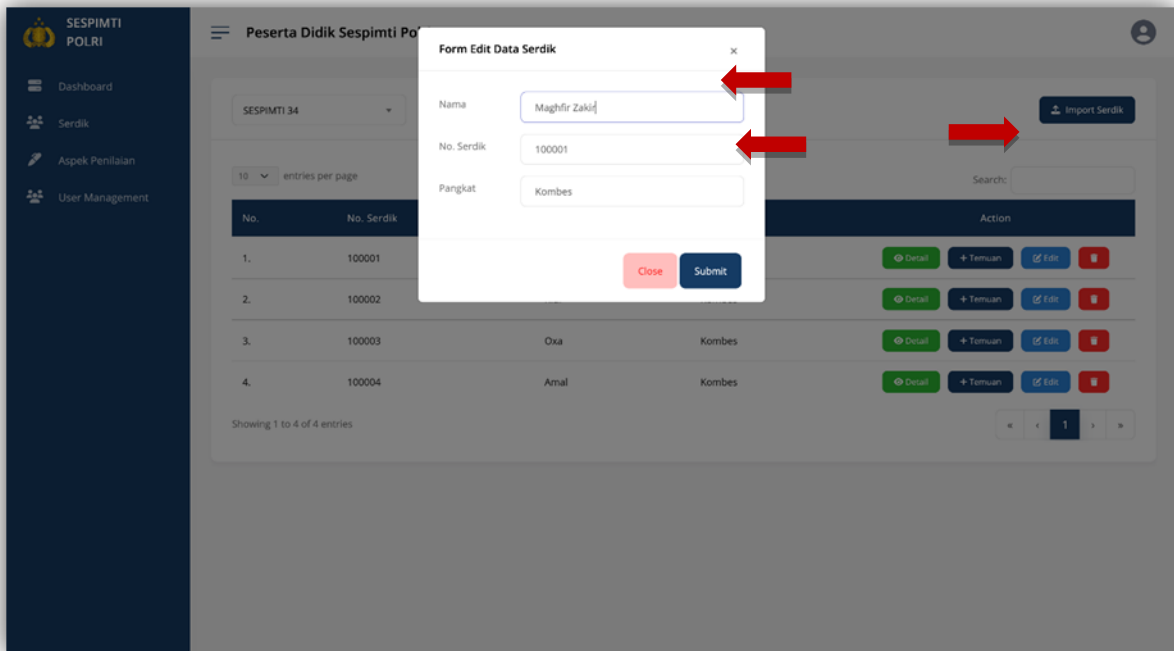 SESPIMTI
POLRI
Dashboard
Serdik
Aspek Penilaian
User Management
Peserta Didik Sespimti
SESPIMTI 34
Import Serdik
10 entries per page
Search:
No. No. Serdik Action
1. 100001 Detail + Temuan Edit
2. 100002 Detail + Temuan Edit
3. 100003 Oxa Kombes Detail + Temuan Edit
4. 100004 Amal Kombes Detail + Temuan Edit
Showing 1 to 4 of 4 entries
« ‹ 1 › »
Form Edit Data Serdik ×
Nama Maghfir Zakir
No. Serdik 100001
Pangkat Kombes
Close Submit